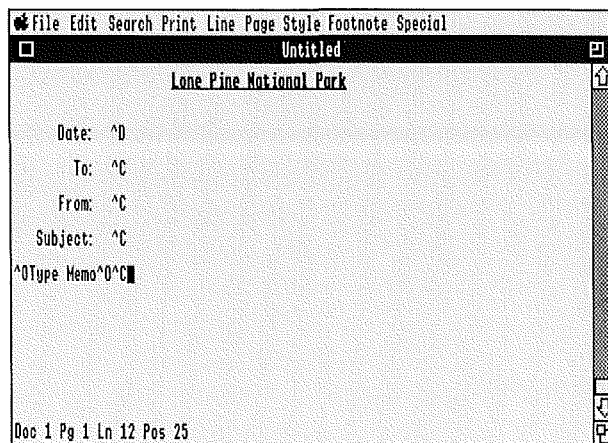 File Edit Search Print Line Page Style Footnote Special
Untitled
Lone Pine National Park
Date: ^D
To: ^C
From: ^C
Subject: ^C
^OType Memo^O^C
Doc 1 Pg 1 Ln 12 Pos 25